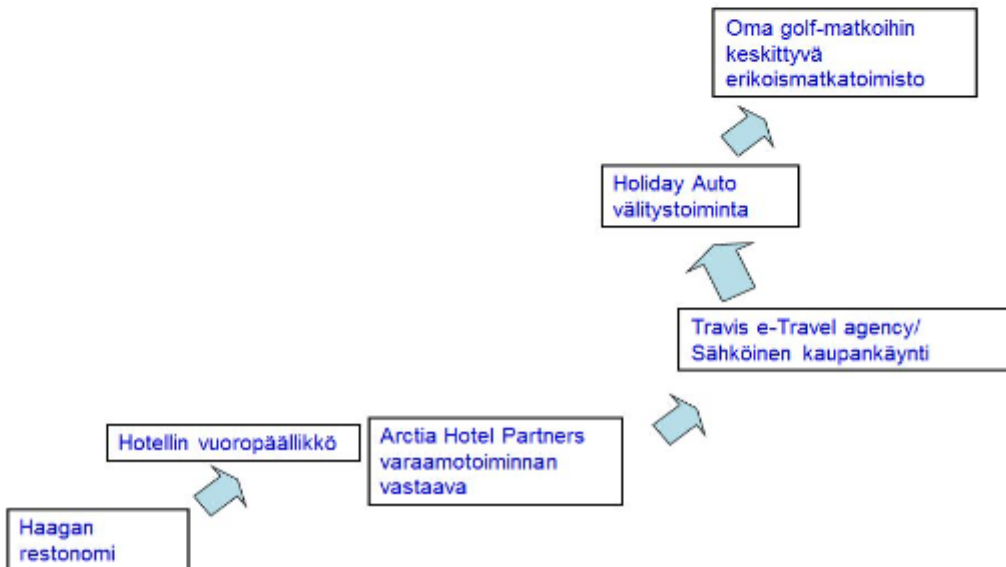 Oma golf-matkoihin
keskittyvä
erikoismatkatoimisto
Holiday Auto
välitystoiminta
Travis e-Travel agency/
Sähköinen kaupankäynti
Hotellin vuoropäällikkö
Arctia Hotel Partners
varaamotoiminnan
vastaava
Haagan
restonomi